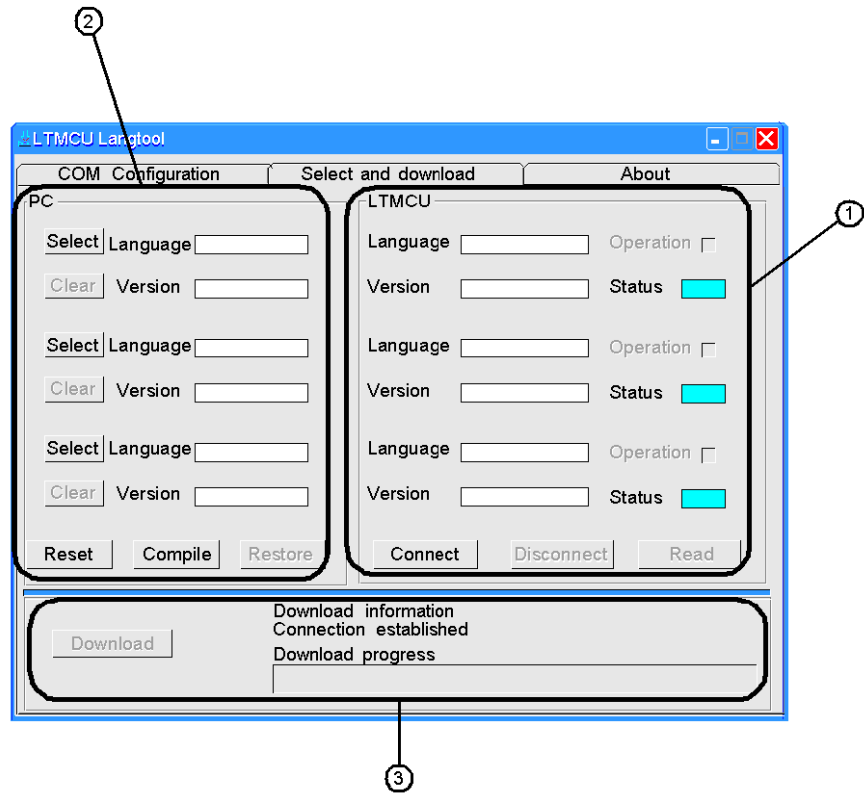 2
LTMCU Langtool
COM Configuration Select and download About
PC LTMCU
1
Select Language Language Operation
Clear Version Version Status
Select Language Language Operation
Clear Version Version Status
Select Language Language Operation
Clear Version Version Status
Reset Compile Restore Connect Disconnect Read
Download information
Connection established
Download
Download progress
3